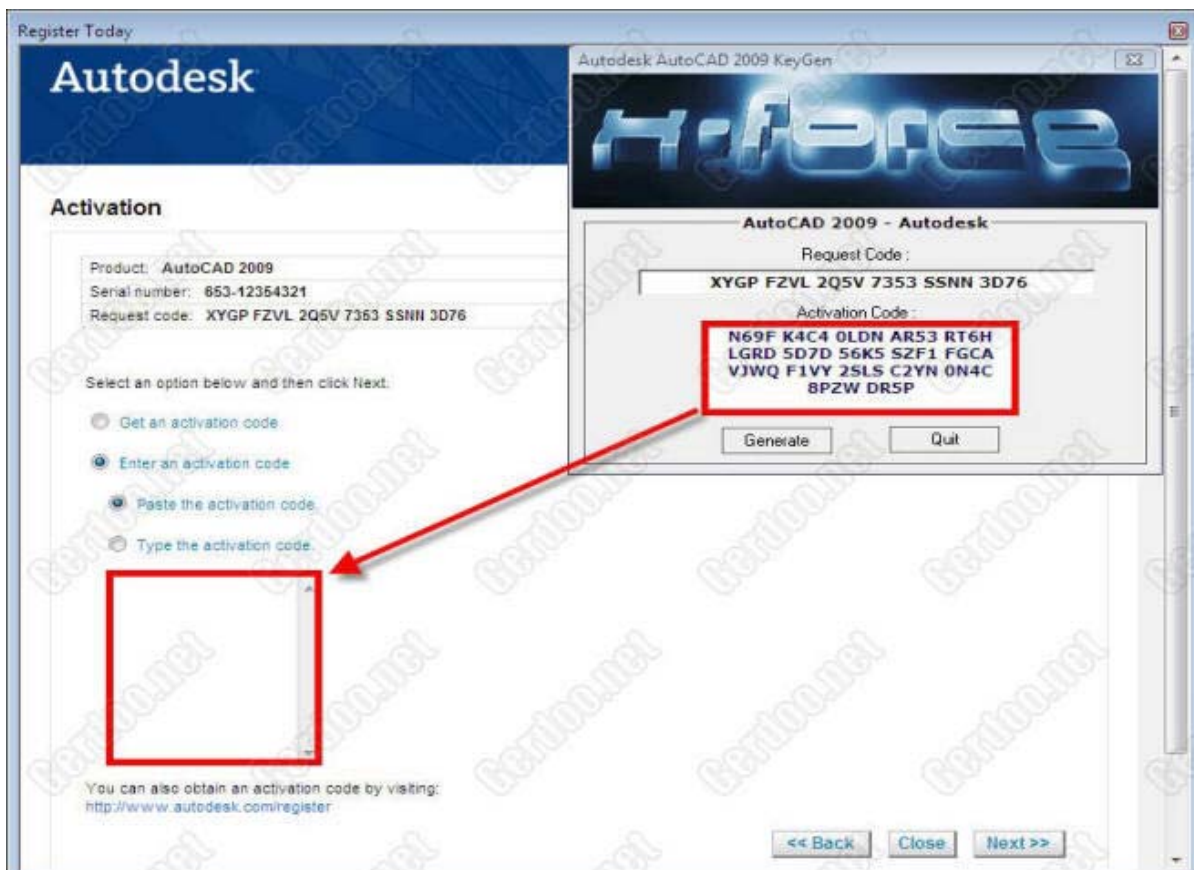 Register Today
Autodesk
Activation
Product: AutoCAD 2009
Serial number: 653-12354321
Request code: XYGP FZVL 2Q5V 7353 SSNN 3D76
Select an option below and then click Next.
Get an activation code
Enter an activation code
Paste the activation code.
Type the activation code.
You can also obtain an activation code by visiting:
http://www.autodesk.com/register
<< Back
Close
Next >>
Autodesk AutoCAD 2009 KeyGen
X-force
AutoCAD 2009 - Autodesk
Request Code :
XYGP FZVL 2Q5V 7353 SSNN 3D76
Activation Code :
N69F K4C4 0LDN AR53 RT6H
LGRD 5D7D 56K5 SZF1 FGCA
VJWQ F1VY 2SLS C2YN 0N4C
8PZW DR5P
Generate
Quit
Gerdoo.net